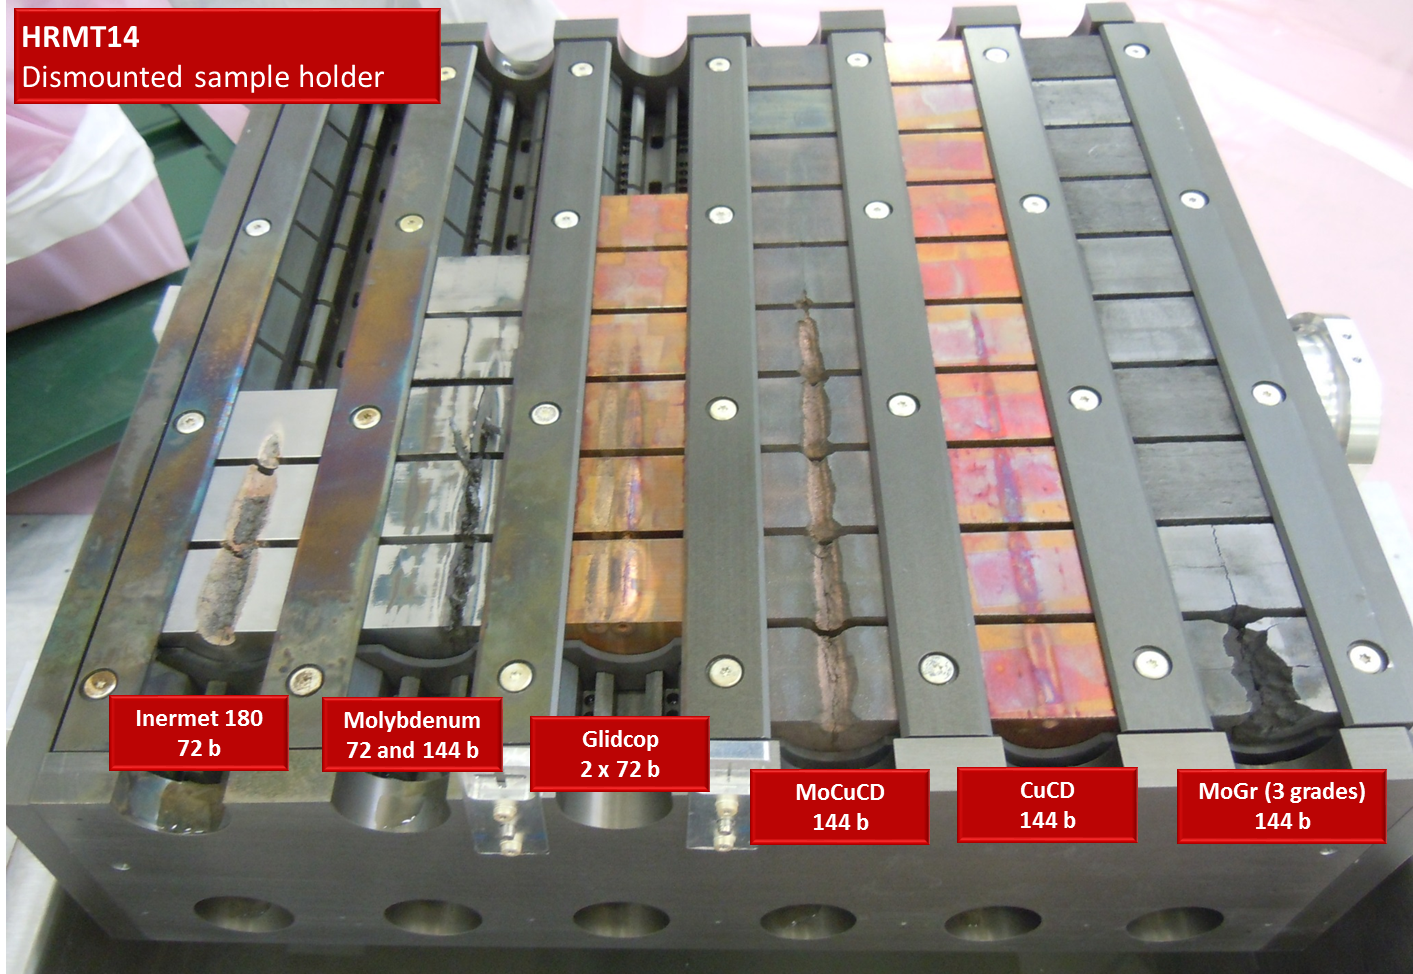 HRMT14
Dismounted sample holder
Inermet 180
72 b
Molybdenum
72 and 144 b
Glidcop
2 x 72 b
MoCuCD
144 b
CuCD
144 b
MoGr (3 grades)
144 b